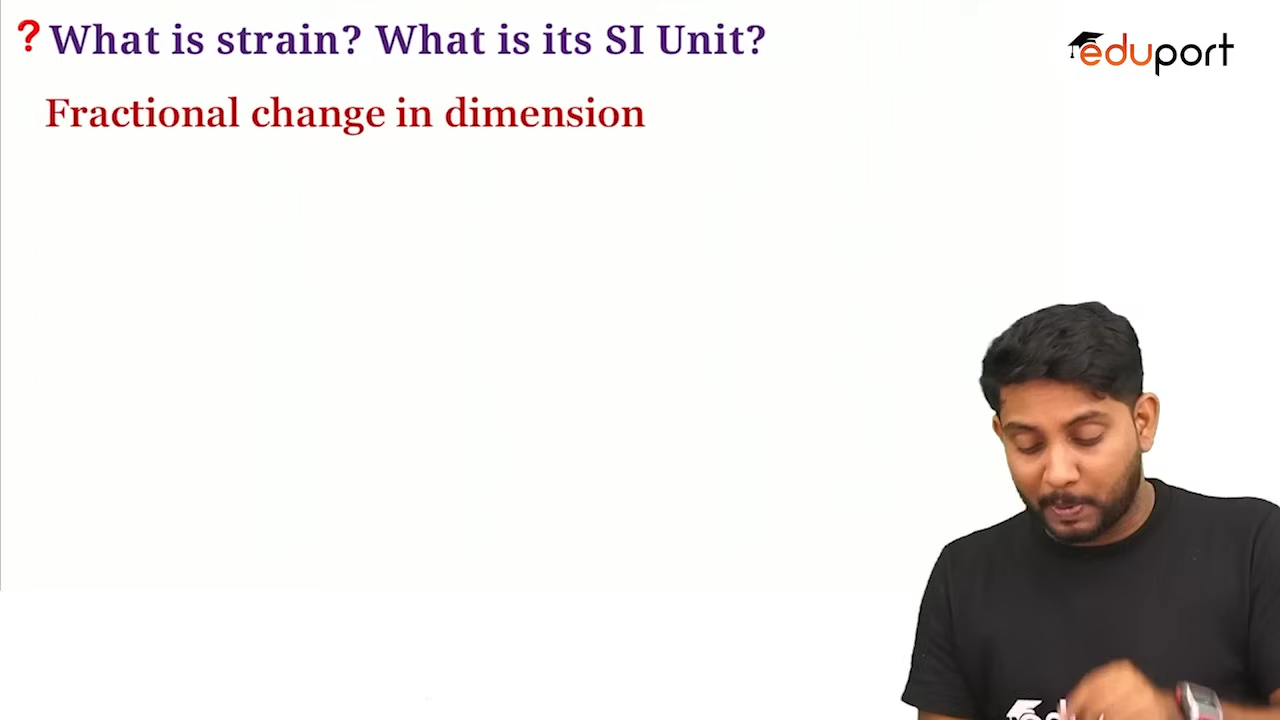 ❓What is strain? What is its SI Unit?
eduport
Fractional change in dimension